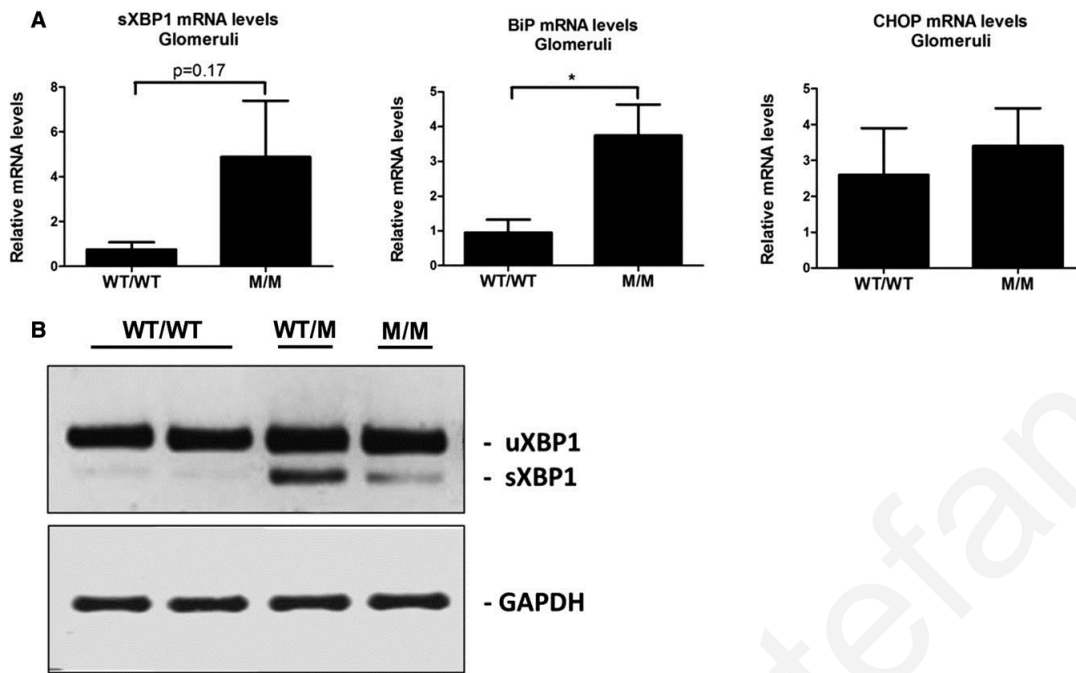 A
sXBP1 mRNA levels
Glomeruli
p=0.17
Relative mRNA levels
8
6
4
2
0
WT/WT
M/M
BiP mRNA levels
Glomeruli
*
Relative mRNA levels
5
4
3
2
1
0
WT/WT
M/M
CHOP mRNA levels
Glomeruli
Relative mRNA levels
5
4
3
2
1
0
WT/WT
M/M
B
WT/WT
WT/M
M/M
- uXBP1
- sXBP1
- GAPDH